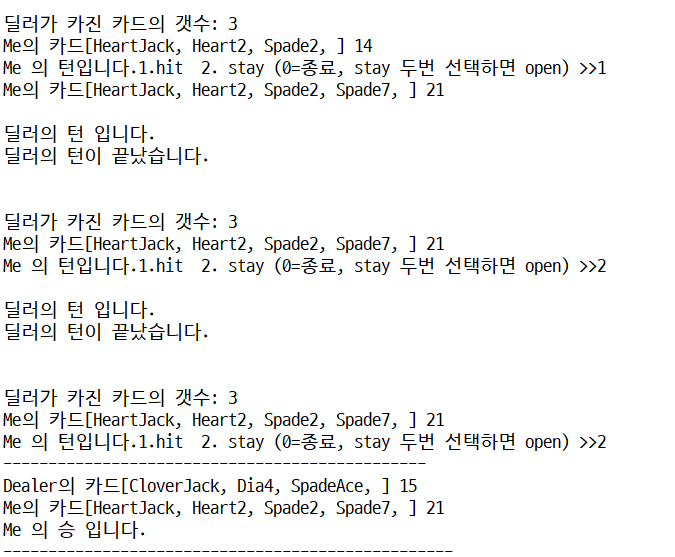 딜러가 카진 카드의 갯수: 3
Me의 카드[HeartJack, Heart2, Spade2, ] 14
Me 의 턴입니다.1.hit  2. stay (0=종료, stay 두번 선택하면 open) >>1
Me의 카드[HeartJack, Heart2, Spade2, Spade7, ] 21
딜러의 턴 입니다.
딜러의 턴이 끝났습니다.
딜러가 카진 카드의 갯수: 3
Me의 카드[HeartJack, Heart2, Spade2, Spade7, ] 21
Me 의 턴입니다.1.hit  2. stay (0=종료, stay 두번 선택하면 open) >>2
딜러의 턴 입니다.
딜러의 턴이 끝났습니다.
딜러가 카진 카드의 갯수: 3
Me의 카드[HeartJack, Heart2, Spade2, Spade7, ] 21
Me 의 턴입니다.1.hit  2. stay (0=종료, stay 두번 선택하면 open) >>2
-----------------------------------------------
Dealer의 카드[CloverJack, Dia4, SpadeAce, ] 15
Me의 카드[HeartJack, Heart2, Spade2, Spade7, ] 21
Me 의 승 입니다.
--------------------------------------------------